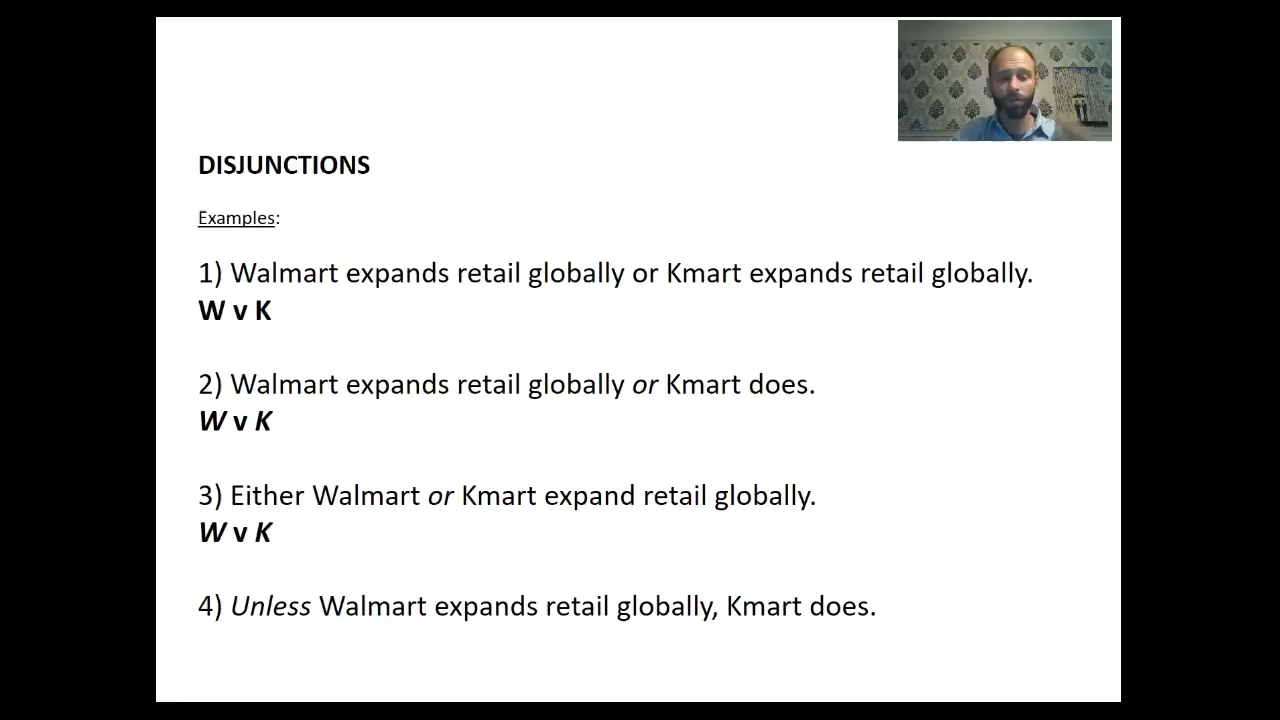 DISJUNCTIONS
Examples:
1) Walmart expands retail globally or Kmart expands retail globally.
W v K
2) Walmart expands retail globally or Kmart does.
W v K
3) Either Walmart or Kmart expand retail globally.
W v K
4) Unless Walmart expands retail globally, Kmart does.